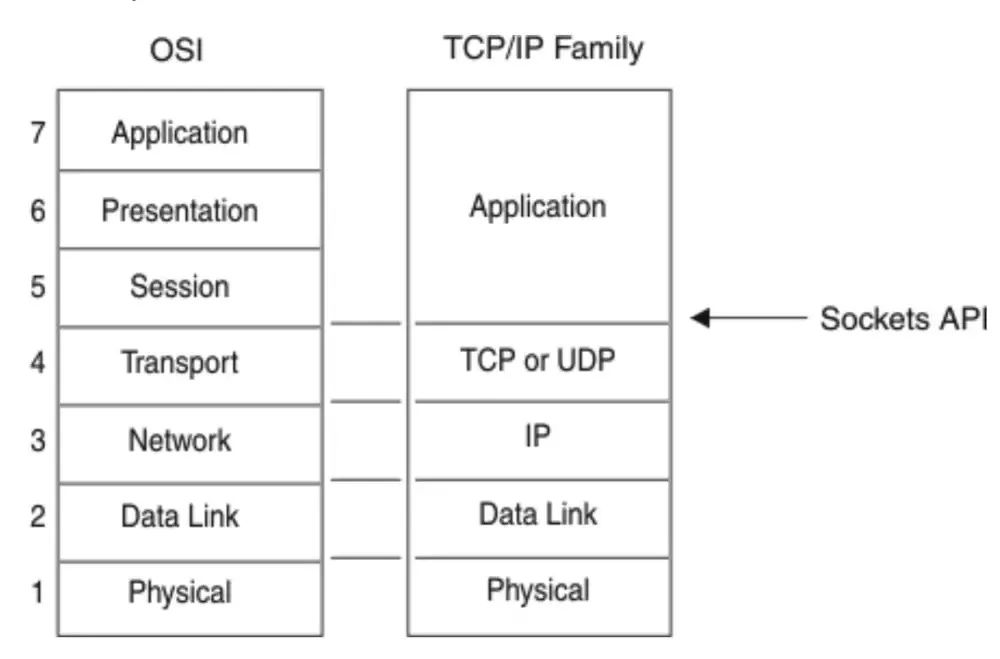 OSI
TCP/IP Family
7
Application
6
Presentation
5
Session
4
Transport
3
Network
2
Data Link
1
Physical
Application
TCP or UDP
IP
Data Link
Physical
Sockets API